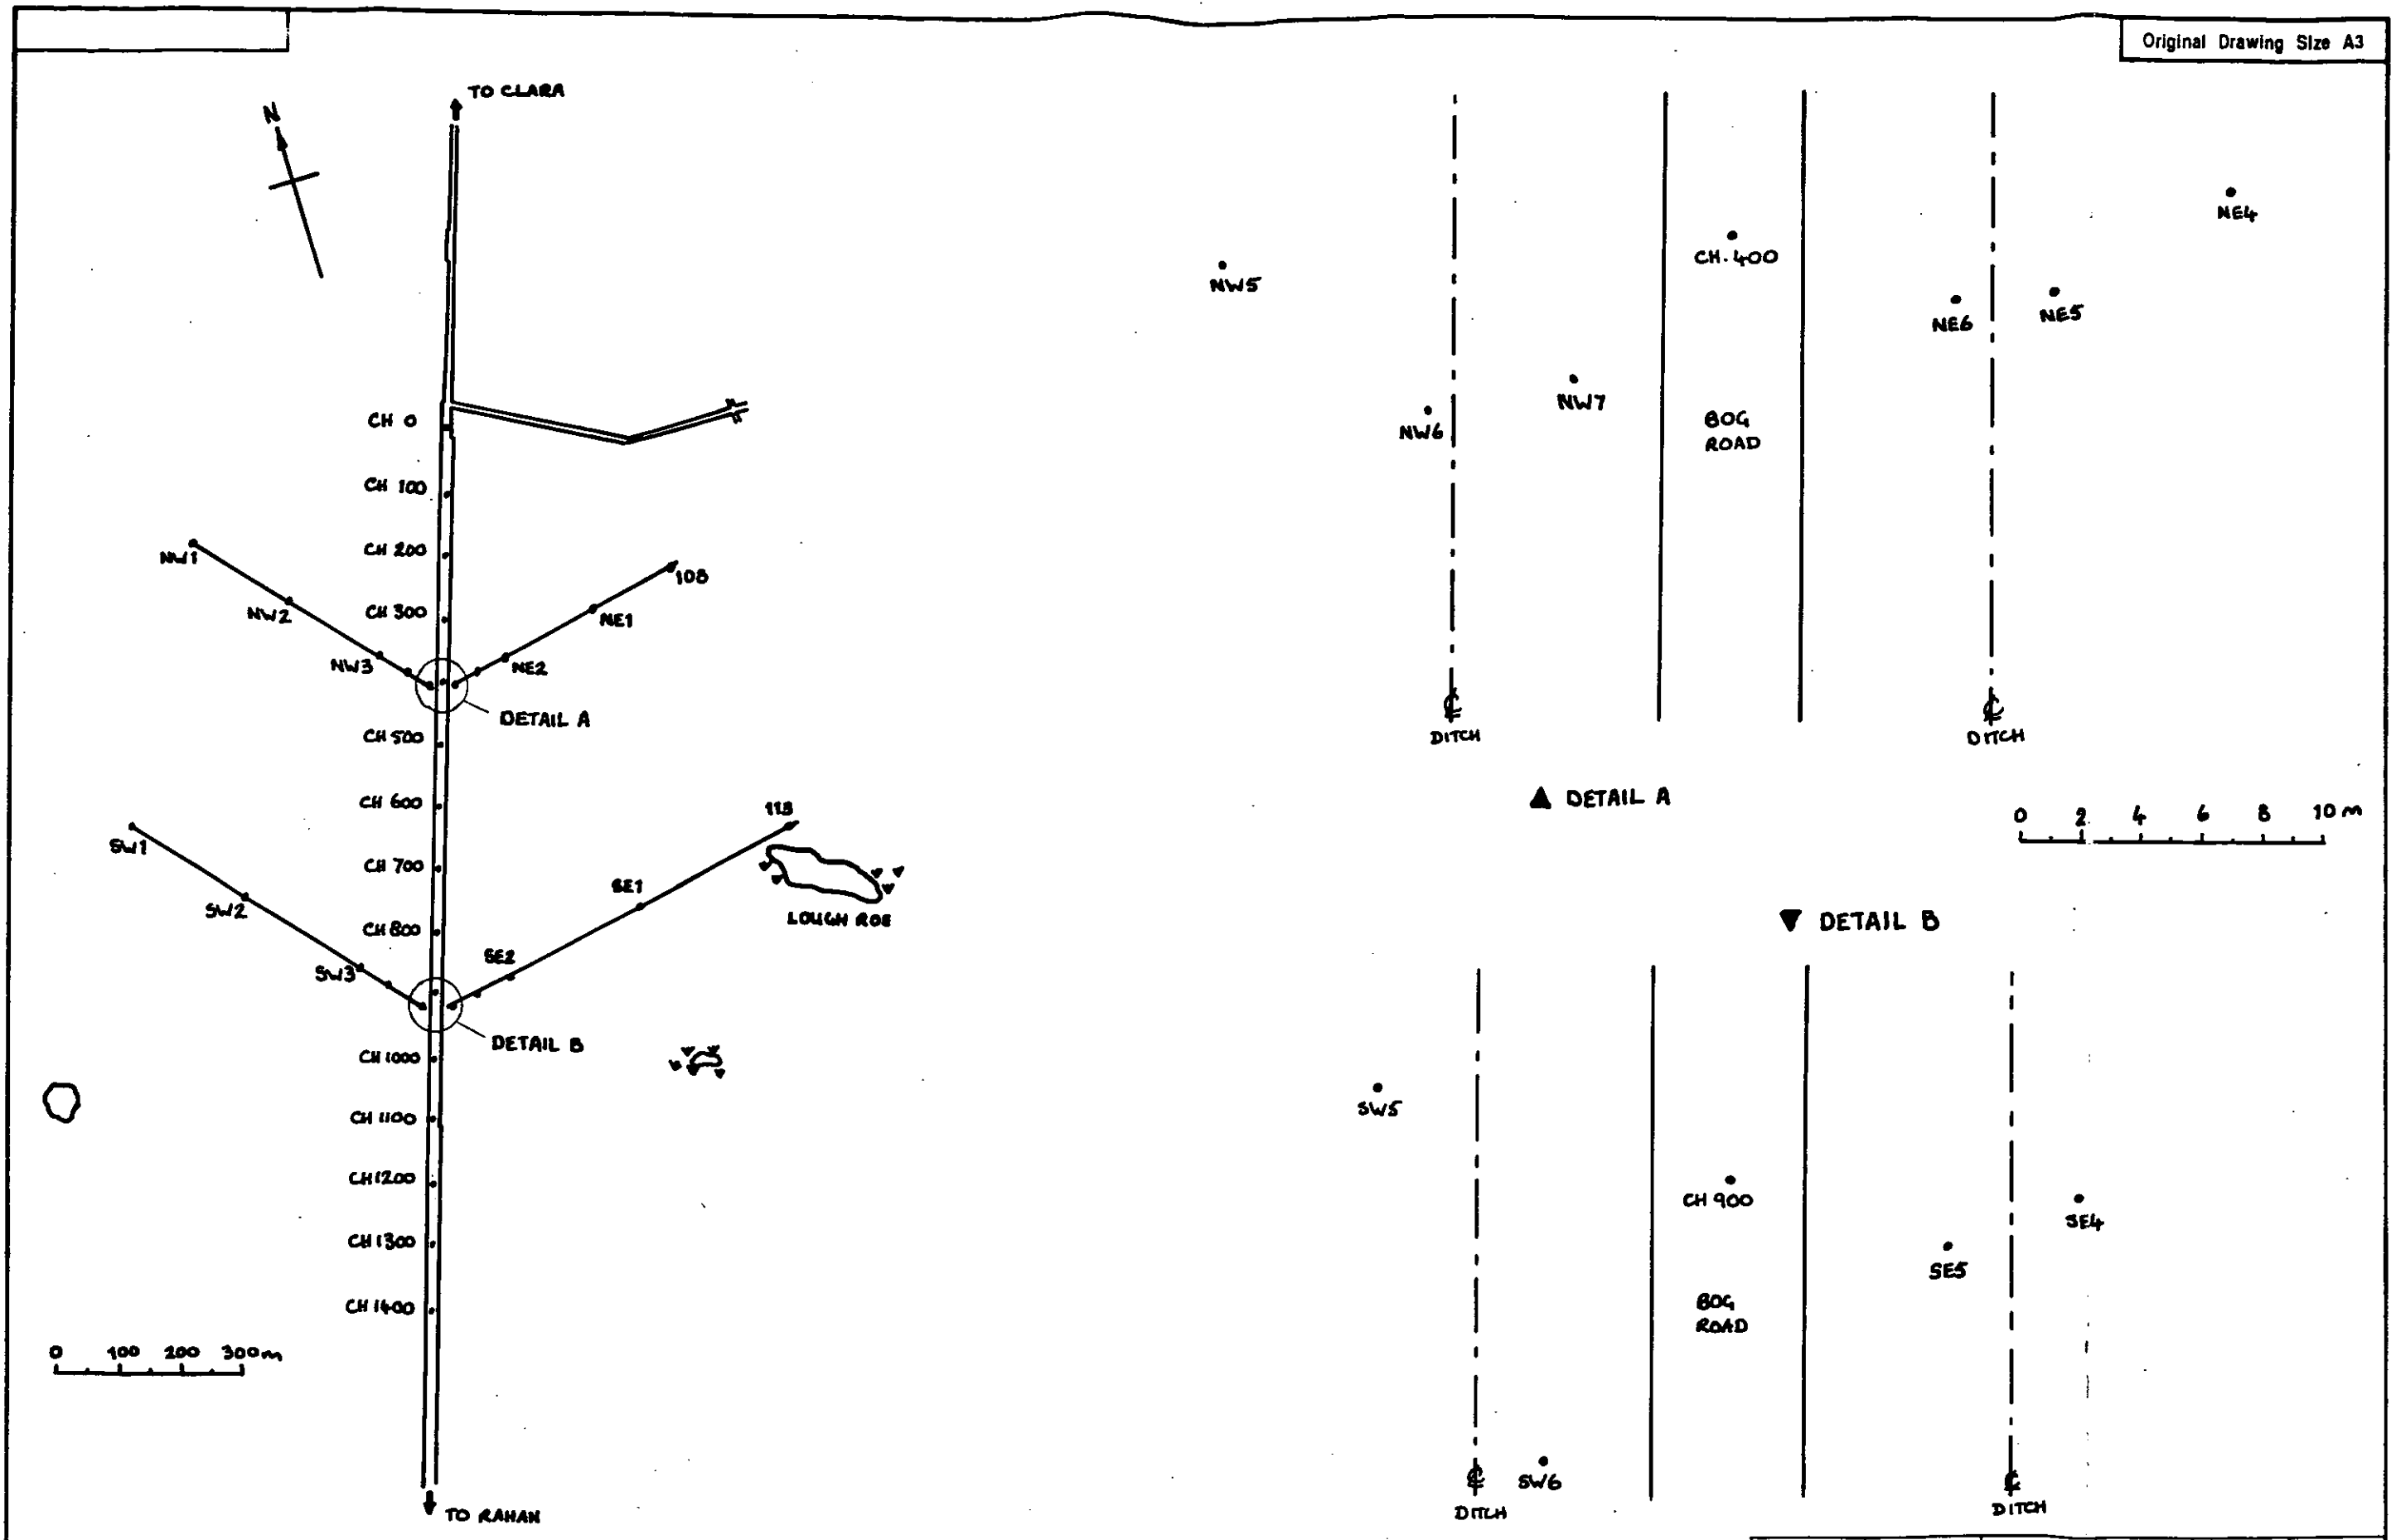 Original Drawing Size A3
TO CLARA
N
CH 0
CH 100
CH 200
CH 300
CH 500
CH 600
CH 700
CH 800
CH 1000
CH 1100
CH 1200
CH 1300
CH 1400
NW1
NW2
NW3
108
NE1
NE2
DETAIL A
SW1
SW2
SW3
113
SE1
SE2
LOUGH ROE
DETAIL B
0 100 200 300m
TO RAHAN
NW5
NW6
NW7
CH. 400
BOG
ROAD
NE4
NE6
NE5
℄
DITCH
℄
DITCH
▲ DETAIL A
0 2 4 6 8 10 m
▼ DETAIL B
SW5
CH 900
SE4
SE5
BOG
ROAD
SW6
℄
DITCH
℄
DITCH